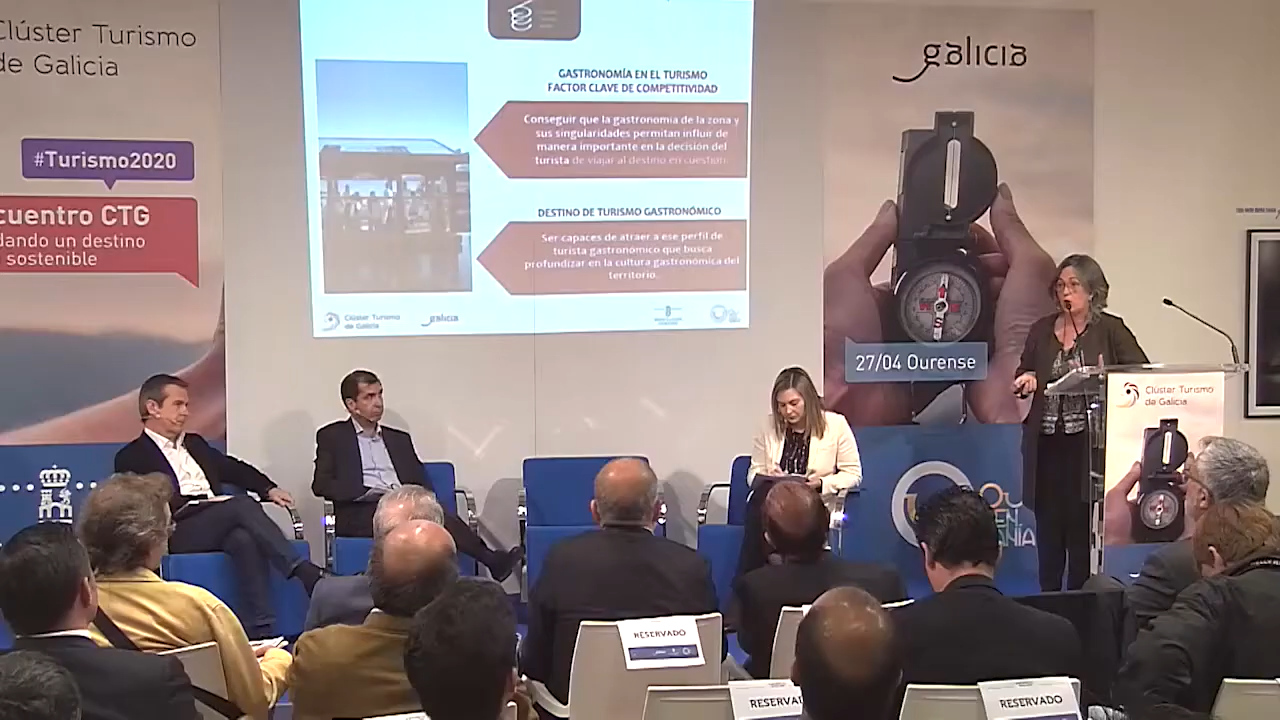 Clúster Turismo
de Galicia
#Turismo2020
cuentro CTG
dando un destino
sostenible
GASTRONOMÍA EN EL TURISMO
FACTOR CLAVE DE COMPETITIVIDAD
Conseguir que la gastronomía de la zona y
sus singularidades permitan influir de
manera importante en la decisión del
turista de viajar al destino en cuestión.
DESTINO DE TURISMO GASTRONÓMICO
Ser capaces de atraer a ese perfil de
turista gastronómico que busca
profundizar en la cultura gastronómica del
territorio.
Clúster Turismo
de Galicia
galicia
galicia
27/04 Ourense
Clúster Turismo
de Galicia
OU
EN
ANÍA
RESERVADO
RESERVA
RESERVADO